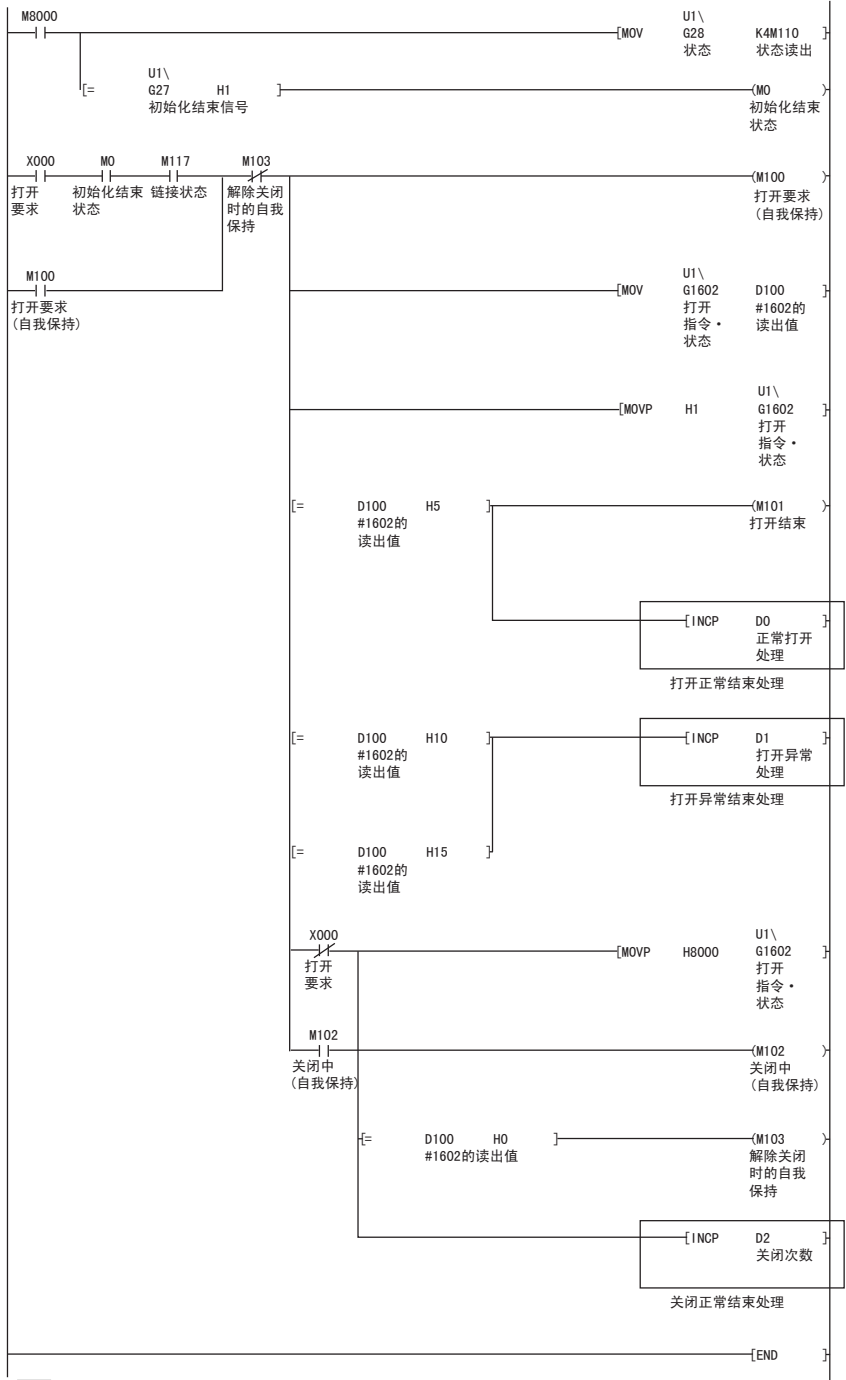 M8000
U1\
[MOV G28 K4M110 ]
状态 状态读出
U1\
[= G27 H1 ] (M0 )
初始化结束信号 初始化结束
状态
X000 M0 M117 M103
(M100 )
打开 初始化结束 链接状态 解除关闭 打开要求
要求 状态 时的自我 (自我保持)
保持
M100
打开要求
(自我保持)
U1\
[MOV G1602 D100 ]
打开 #1602的
指令· 读出值
状态
U1\
[MOVP H1 G1602 ]
打开
指令·
状态
[= D100 H5 ] (M101 )
#1602的 打开结束
读出值
[INCP D0 ]
正常打开
处理
打开正常结束处理
[= D100 H10 ] [INCP D1 ]
#1602的 打开异常
读出值 处理
打开异常结束处理
[= D100 H15 ]
#1602的
读出值
X000 U1\
[MOVP H8000 G1602 ]
打开 打开
要求 指令·
状态
M102
(M102 )
关闭中 关闭中
(自我保持) (自我保持)
[= D100 H0 ] (M103 )
#1602的读出值 解除关闭
时的自我
保持
[INCP D2 ]
关闭次数
关闭正常结束处理
[END ]